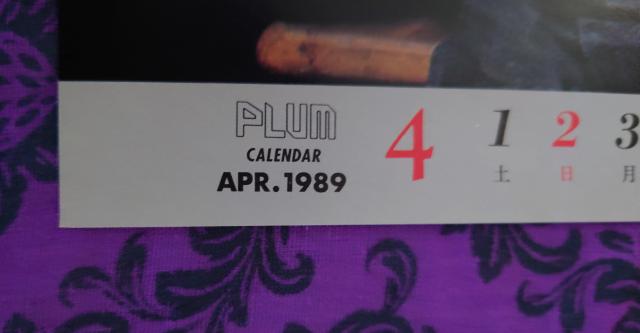 PLUM
CALENDAR
APR.1989
4
1 2 3
土 日 月